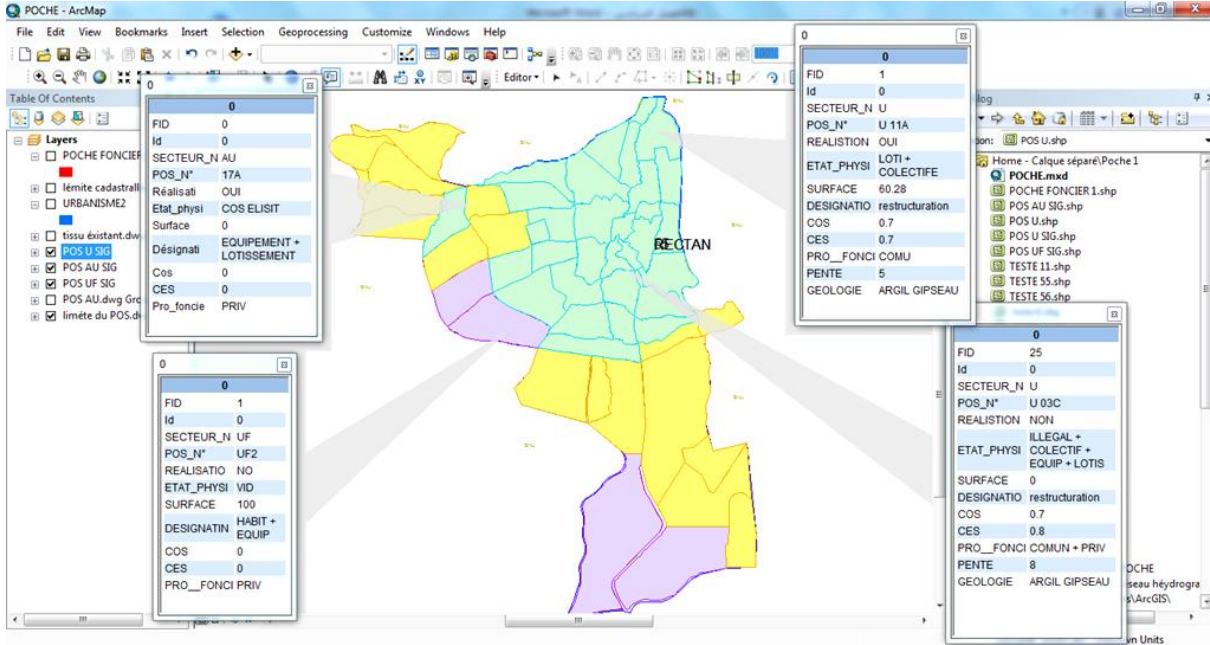 POCHE - ArcMap
File Edit View Bookmarks Insert Selection Geoprocessing Customize Windows Help
Editor
Table Of Contents
Layers
POCHE FONCIER
lémite cadastrall
URBANISME2
tissu éxistant.dw
POS U SIG
POS AU SIG
POS UF SIG
POS AU.dwg Gro
liméte du POS.d
0
0
FID 0
Id 0
SECTEUR_N AU
POS_N° 17A
Réalisati OUI
Etat_physi COS ELISIT
Surface 0
Désignati EQUIPEMENT +
LOTISSEMENT
Cos 0
CES 0
Pro_foncie PRIV
0
0
FID 1
Id 0
SECTEUR_N UF
POS_N° UF2
REALISATIO NO
ETAT_PHYSI VID
SURFACE 100
DESIGNATIN HABIT +
EQUIP
COS 0
CES 0
PRO__FONCI PRIV
RECTAN
0
0
FID 1
Id 0
SECTEUR_N U
POS_N° U 11A
REALISTION OUI
ETAT_PHYSI LOTI +
COLECTIFE
SURFACE 60.28
DESIGNATIO restructuration
COS 0.7
CES 0.7
PRO__FONCI COMU
PENTE 5
GEOLOGIE ARGIL GIPSEAU
log
ion: POS U.shp
Home - Calque séparé\Poche 1
POCHE.mxd
POCHE FONCIER 1.shp
POS AU SIG.shp
POS U.shp
POS U SIG.shp
POS UF SIG.shp
TESTE 11.shp
TESTE 55.shp
TESTE 56.shp
0
FID 25
Id 0
SECTEUR_N U
POS_N° U 03C
REALISTION NON
ETAT_PHYSI ILLEGAL +
COLECTIF +
EQUIP + LOTIS
SURFACE 0
DESIGNATIO restructuration
COS 0.7
CES 0.8
PRO__FONCI COMUN + PRIV
PENTE 8
GEOLOGIE ARGIL GIPSEAU
OCHE
seau héydrogra
s\ArcGIS\
wn Units